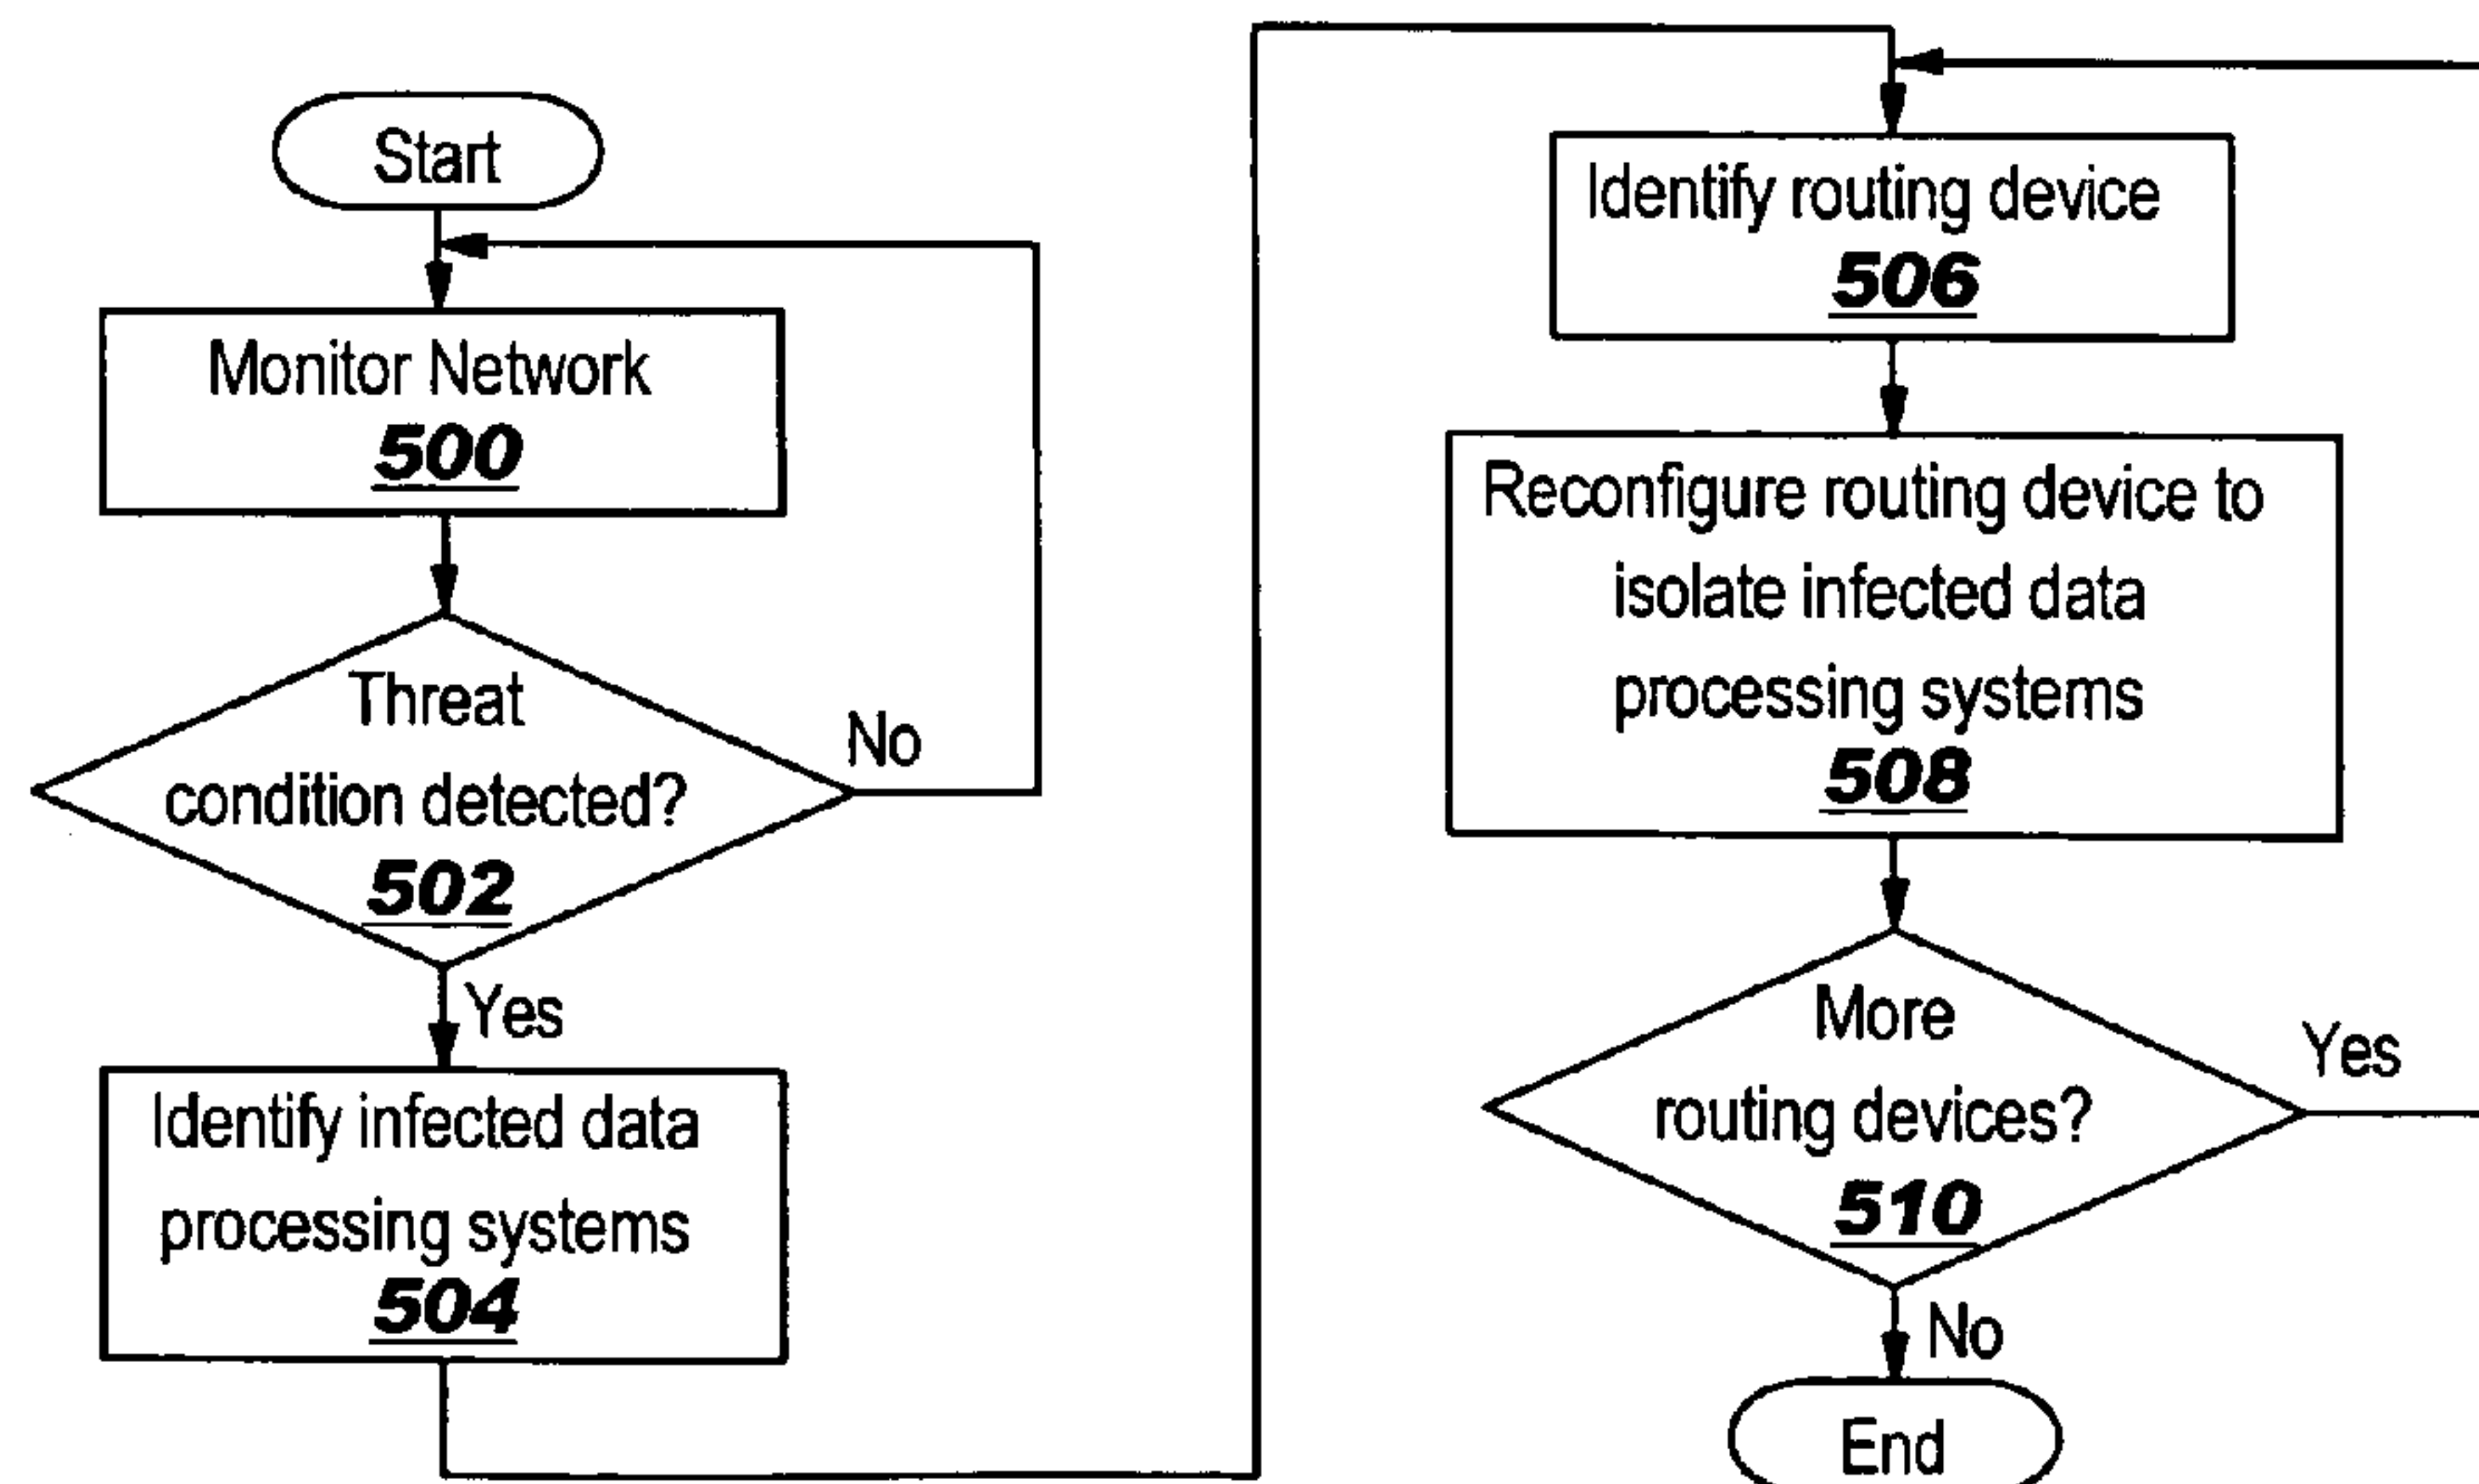 Start
Monitor Network
500
Threat
condition detected?
502
No
Yes
Identify infected data
processing systems
504
Identify routing device
506
Reconfigure routing device to
isolate infected data
processing systems
508
More
routing devices?
510
Yes
No
End